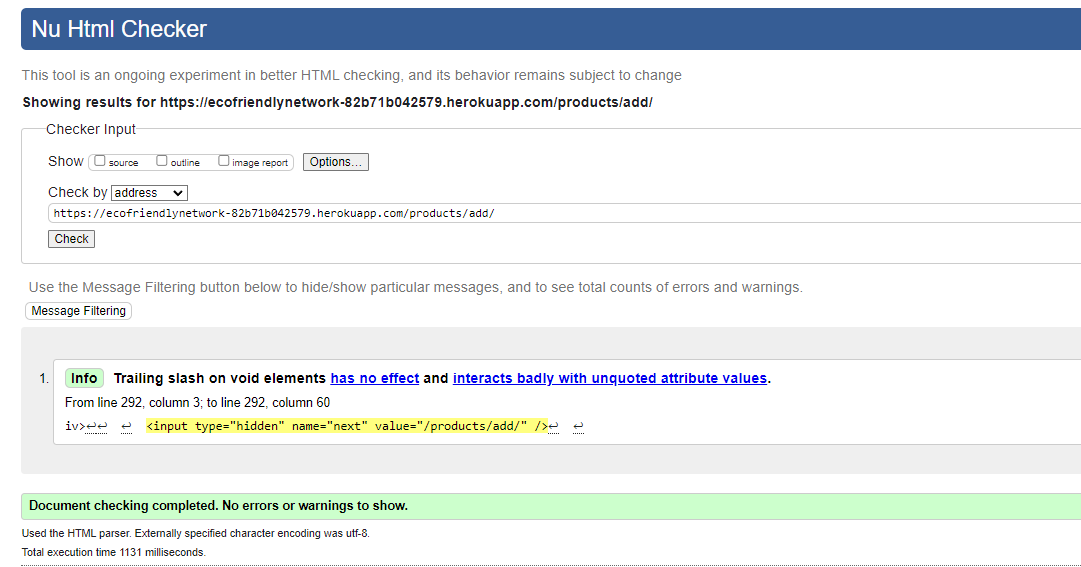 Nu Html Checker
This tool is an ongoing experiment in better HTML checking, and its behavior remains subject to change
Showing results for https://ecofriendlynetwork-82b71b042579.herokuapp.com/products/add/
Checker Input
Show source outline image report Options...
Check by address
https://ecofriendlynetwork-82b71b042579.herokuapp.com/products/add/
Check
Use the Message Filtering button below to hide/show particular messages, and to see total counts of errors and warnings.
Message Filtering
1. Info Trailing slash on void elements has no effect and interacts badly with unquoted attribute values.
From line 292, column 3; to line 292, column 60
iv>↩↩ ↩ <input type="hidden" name="next" value="/products/add/" />↩ ↩
Document checking completed. No errors or warnings to show.
Used the HTML parser. Externally specified character encoding was utf-8.
Total execution time 1131 milliseconds.